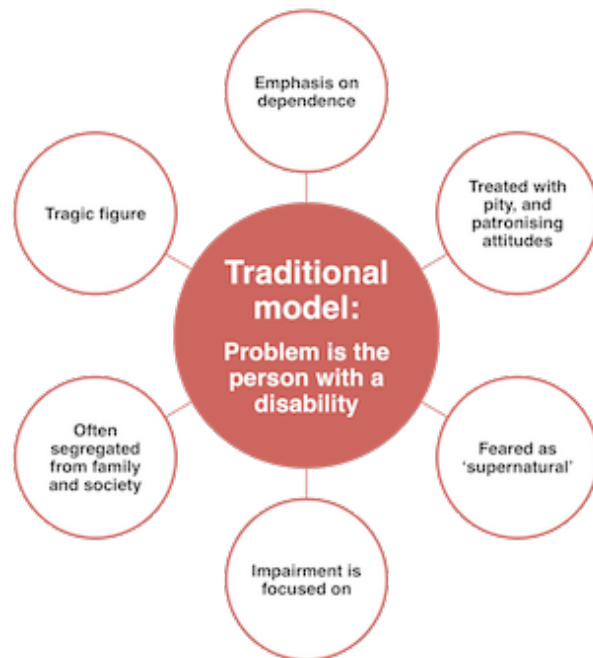 Emphasis on
dependence
Tragic figure
Treated with
pity, and
patronising
attitudes
Traditional
model:
Problem is the
person with a
disability
Often
segregated
from family
and society
Feared as
‘supernatural’
Impairment is
focused on